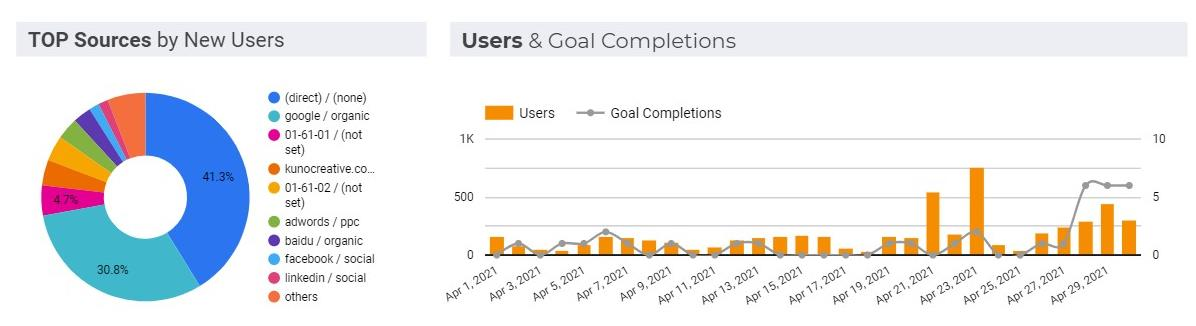 TOP Sources by New Users
(direct) / (none)
google / organic
01-61-01 / (not
set)
kunocreative.co...
01-61-02 / (not
set)
adwords / ppc
baidu / organic
facebook / social
linkedin / social
others
41.3%
4.7%
30.8%
Users & Goal Completions
Users
Goal Completions
1K
500
0
10
5
0
Apr 1, 2021
Apr 3, 2021
Apr 5, 2021
Apr 7, 2021
Apr 9, 2021
Apr 11, 2021
Apr 13, 2021
Apr 15, 2021
Apr 17, 2021
Apr 19, 2021
Apr 21, 2021
Apr 23, 2021
Apr 25, 2021
Apr 27, 2021
Apr 29, 2021